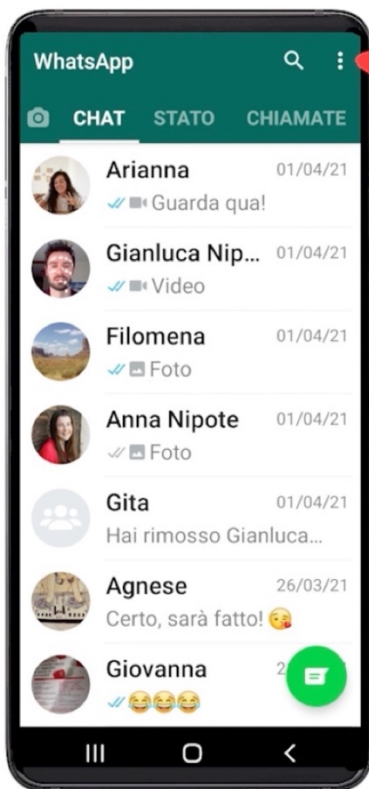 WhatsApp
CHAT STATO CHIAMATE
Arianna 01/04/21
Guarda qua!
Gianluca Nip... 01/04/21
Video
Filomena 01/04/21
Foto
Anna Nipote 01/04/21
Foto
Gita 01/04/21
Hai rimosso Gianluca...
Agnese 26/03/21
Certo, sarà fatto! 😘
Giovanna
😂😂😂